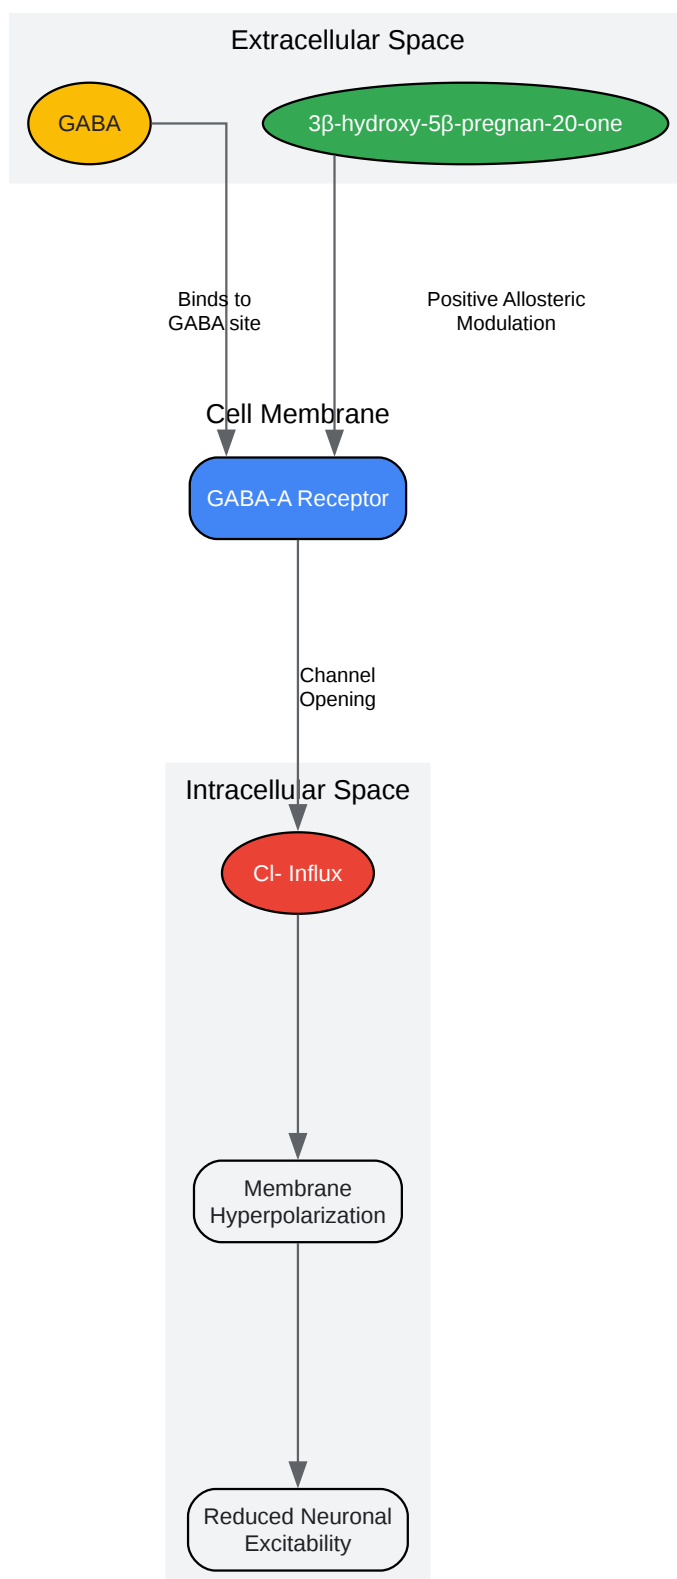 Extracellular Space
GABA
3β-hydroxy-5β-pregnan-20-one
Binds to
GABA site
Positive Allosteric
Modulation
Cell Membrane
GABA-A Receptor
Channel
Opening
Intracellular Space
Cl- Influx
Membrane
Hyperpolarization
Reduced Neuronal
Excitability